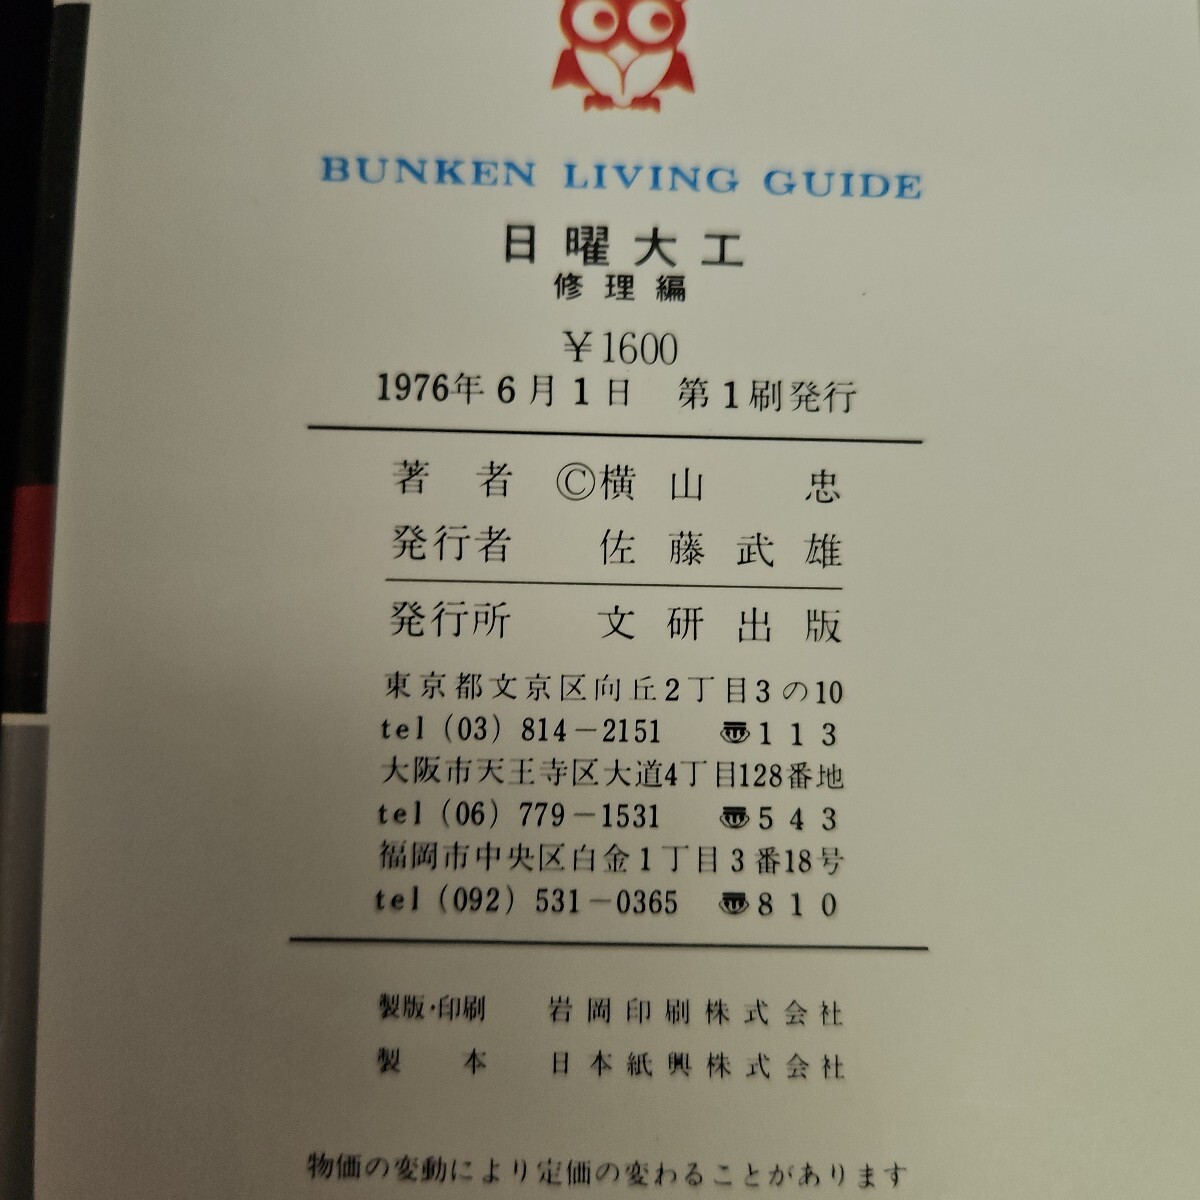 BUNKEN LIVING GUIDE
日曜大工
修理編
¥1600
1976年6月1日 第1刷発行
著者 ©横山 忠
発行者 佐藤武雄
発行所 文研出版
東京都文京区向丘2丁目3の10
tel (03) 814-2151 〠113
大阪市天王寺区大道4丁目128番地
tel (06) 779-1531 〠543
福岡市中央区白金1丁目3番18号
tel (092) 531-0365 〠810
製版・印刷 岩岡印刷株式会社
製本 日本紙興株式会社
物価の変動により定価の変わることがあります